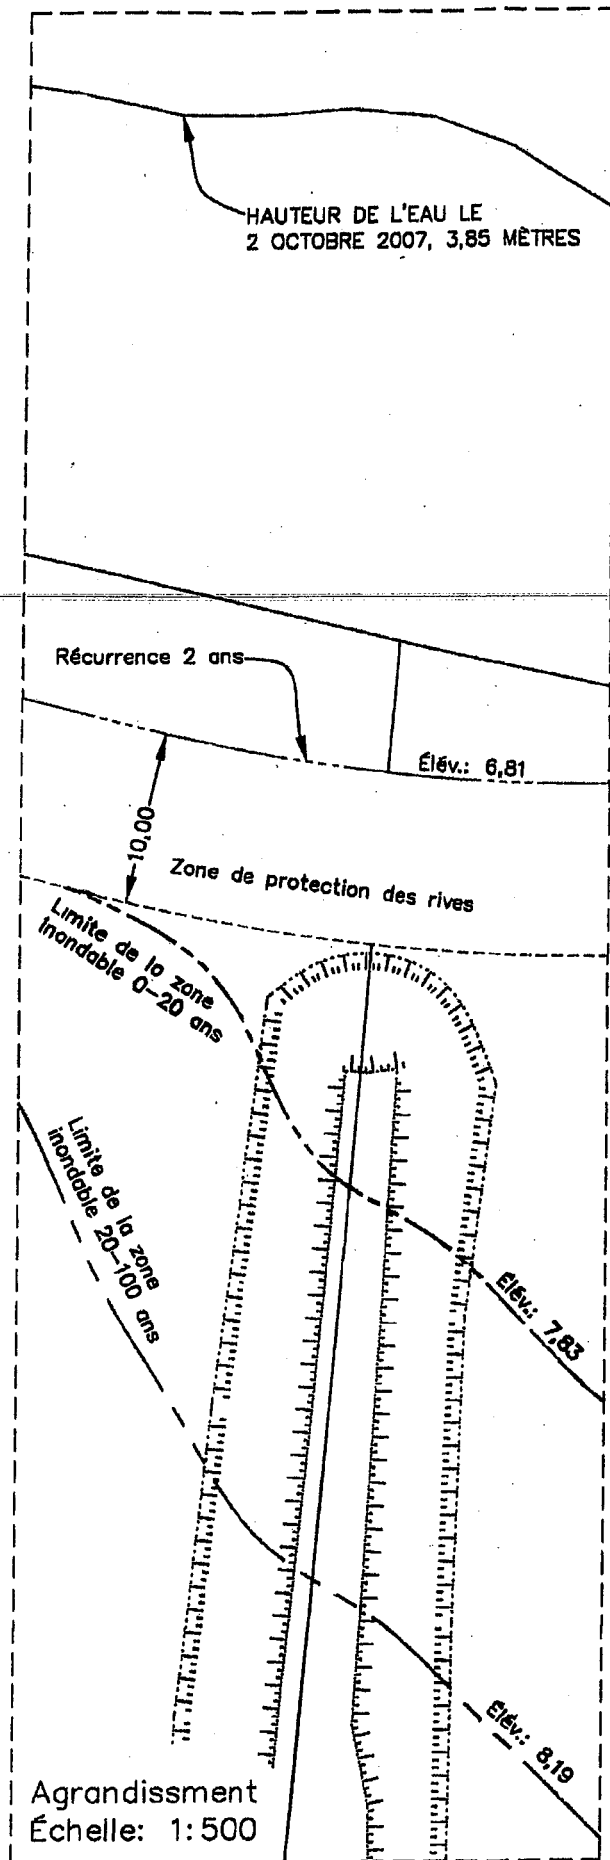 HAUTEUR DE L'EAU LE
2 OCTOBRE 2007, 3,85 MÈTRES
Récurrence 2 ans
Élév.: 6,81
10,00
Zone de protection des rives
Limite de la zone
inondable 0-20 ans
Limite de la zone
inondable 20-100 ans
Élév.: 7,83
Élév.: 8,19
Agrandissment
Échelle: 1:500